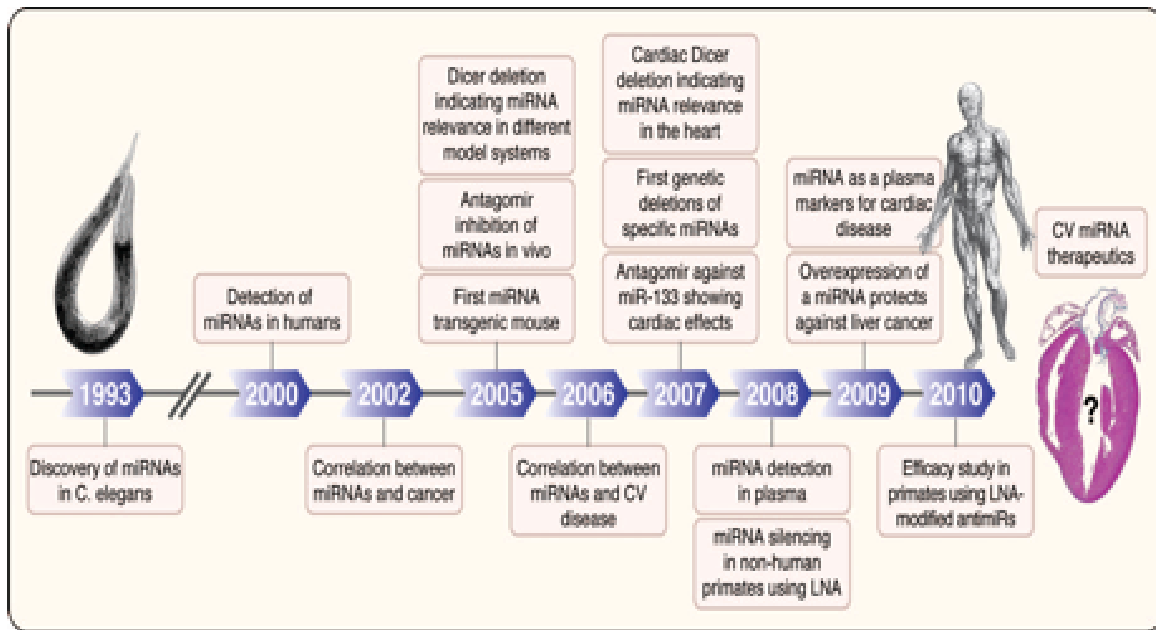 Dicer deletion
indicating miRNA
relevance in different
model systems
Antagomir
inhibition of
miRNAs in vivo
First miRNA
transgenic mouse
Cardiac Dicer
deletion indicating
miRNA relevance
in the heart
First genetic
deletions of
specific miRNAs
Antagomir against
miR-133 showing
cardiac effects
miRNA as a plasma
markers for cardiac
disease
Overexpression of
a miRNA protects
against liver cancer
CV miRNA
therapeutics
Detection of
miRNAs in humans
1993
2000
2002
2005
2006
2007
2008
2009
2010
?
Discovery of miRNAs
in C. elegans
Correlation between
miRNAs and cancer
Correlation between
miRNAs and CV
disease
miRNA detection
in plasma
miRNA silencing
in non-human
primates using LNA
Efficacy study in
primates using LNA-
modified antimiRs